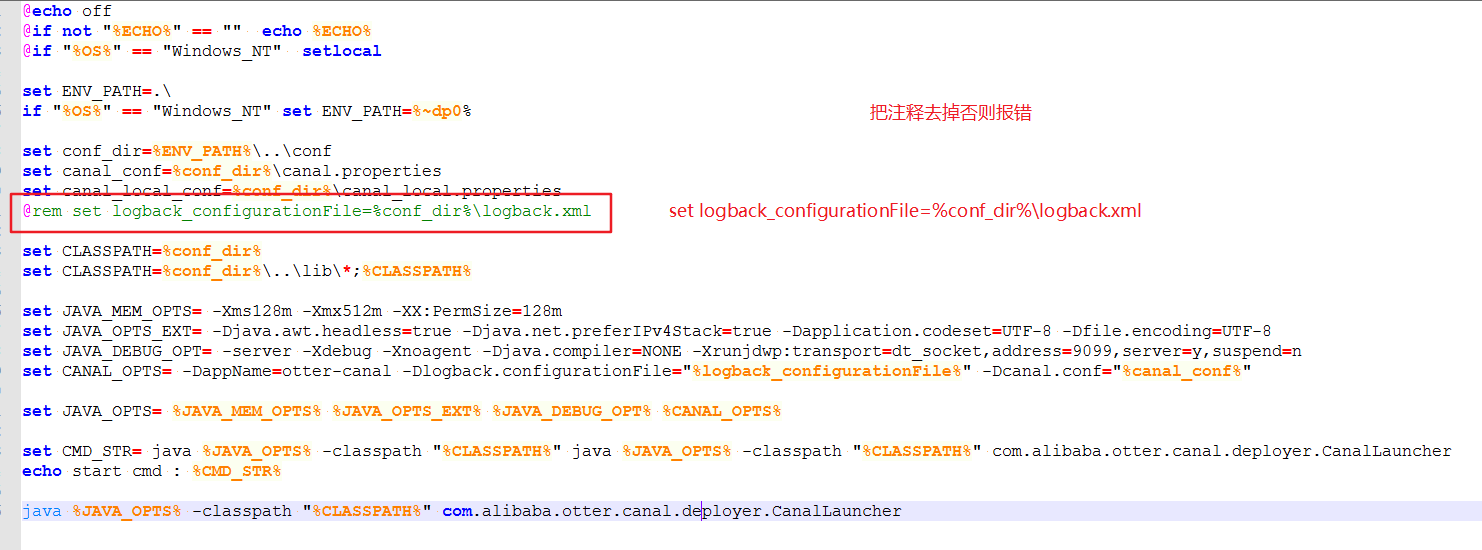 @echo off
@if not "%ECHO%" == "" echo %ECHO%
@if "%OS%" == "Windows_NT" setlocal
set ENV_PATH=.\
if "%OS%" == "Windows_NT" set ENV_PATH=%~dp0%
把注释去掉否则报错
set conf_dir=%ENV_PATH%\..\conf
set canal_conf=%conf_dir%\canal.properties
set canal_local_conf=%conf_dir%\canal_local.properties
@rem set logback_configurationFile=%conf_dir%\logback.xml
set logback_configurationFile=%conf_dir%\logback.xml
set CLASSPATH=%conf_dir%
set CLASSPATH=%conf_dir%\..\lib\*;%CLASSPATH%
set JAVA_MEM_OPTS= -Xms128m -Xmx512m -XX:PermSize=128m
set JAVA_OPTS_EXT= -Djava.awt.headless=true -Djava.net.preferIPv4Stack=true -Dapplication.codeset=UTF-8 -Dfile.encoding=UTF-8
set JAVA_DEBUG_OPT= -server -Xdebug -Xnoagent -Djava.compiler=NONE -Xrunjdwp:transport=dt_socket,address=9099,server=y,suspend=n
set CANAL_OPTS= -DappName=otter-canal -Dlogback.configurationFile="%logback_configurationFile%" -Dcanal.conf="%canal_conf%"
set JAVA_OPTS= %JAVA_MEM_OPTS% %JAVA_OPTS_EXT% %JAVA_DEBUG_OPT% %CANAL_OPTS%
set CMD_STR= java %JAVA_OPTS% -classpath "%CLASSPATH%" java %JAVA_OPTS% -classpath "%CLASSPATH%" com.alibaba.otter.canal.deployer.CanalLauncher
echo start cmd : %CMD_STR%
java %JAVA_OPTS% -classpath "%CLASSPATH%" com.alibaba.otter.canal.deployer.CanalLauncher